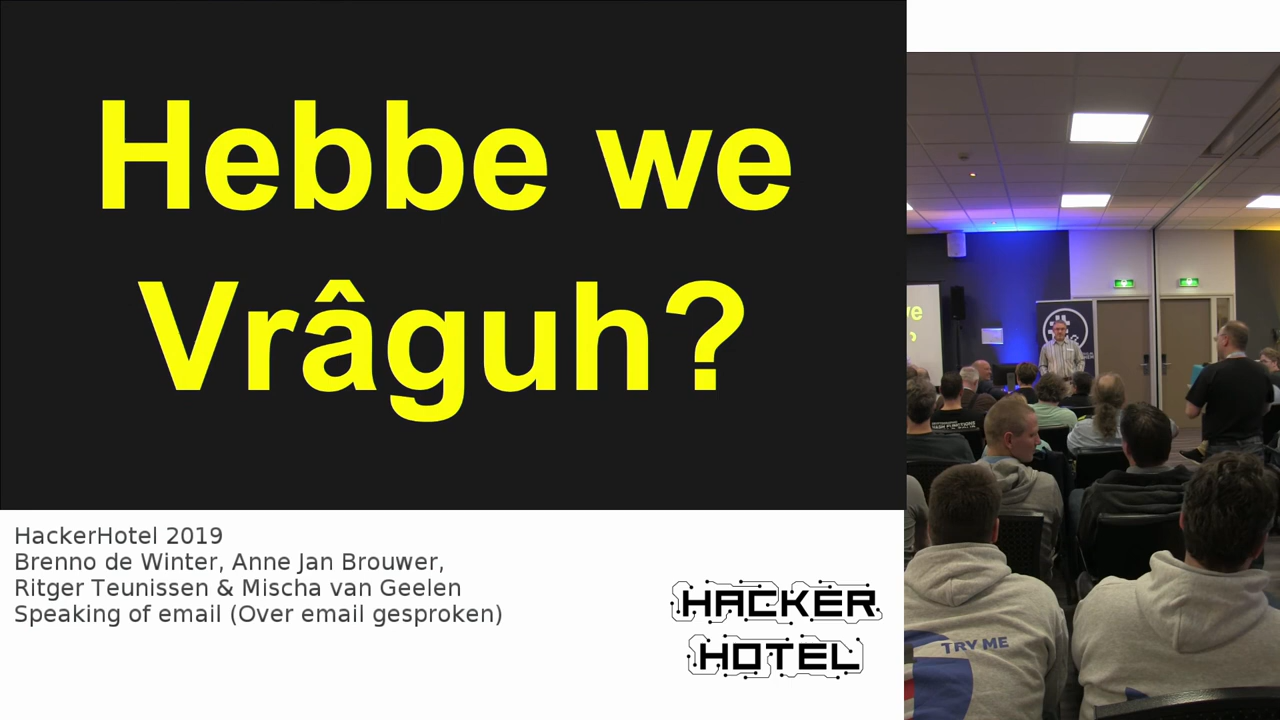 Hebbe we
Vrâguh?
HackerHotel 2019
Brenno de Winter, Anne Jan Brouwer,
Ritger Teunissen & Mischa van Geelen
Speaking of email (Over email gesproken)
HACKER
HOTEL
TRY ME